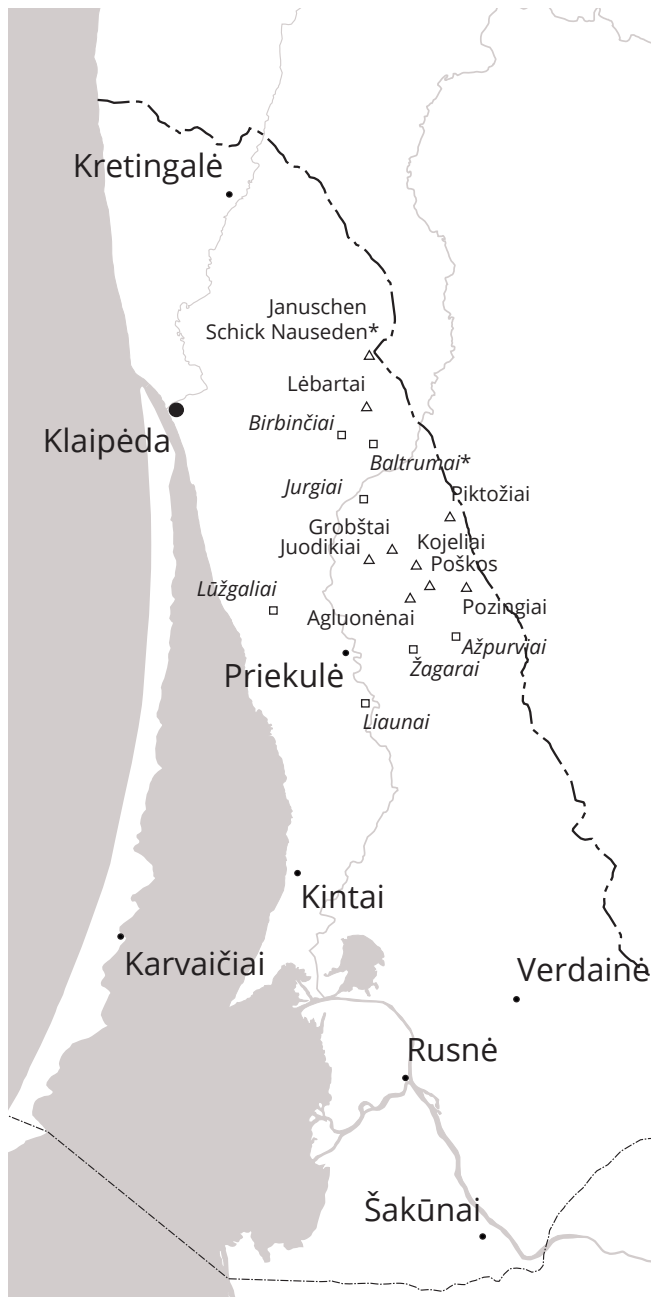 Kretingalė
Januschen
Schick Nauseden*
Lėbartai
Birbinčiai
Klaipėda
Baltrumai*
Jurgiai
Piktožiai
Grobštai
Kojeliai
Juodikiai
Poškos
Lūžgaliai
Pozingiai
Agluonėnai
Ažpurviai
Priekulė
Žagarai
Liaunai
Kintai
Karvaičiai
Verdainė
Rusnė
Šakūnai